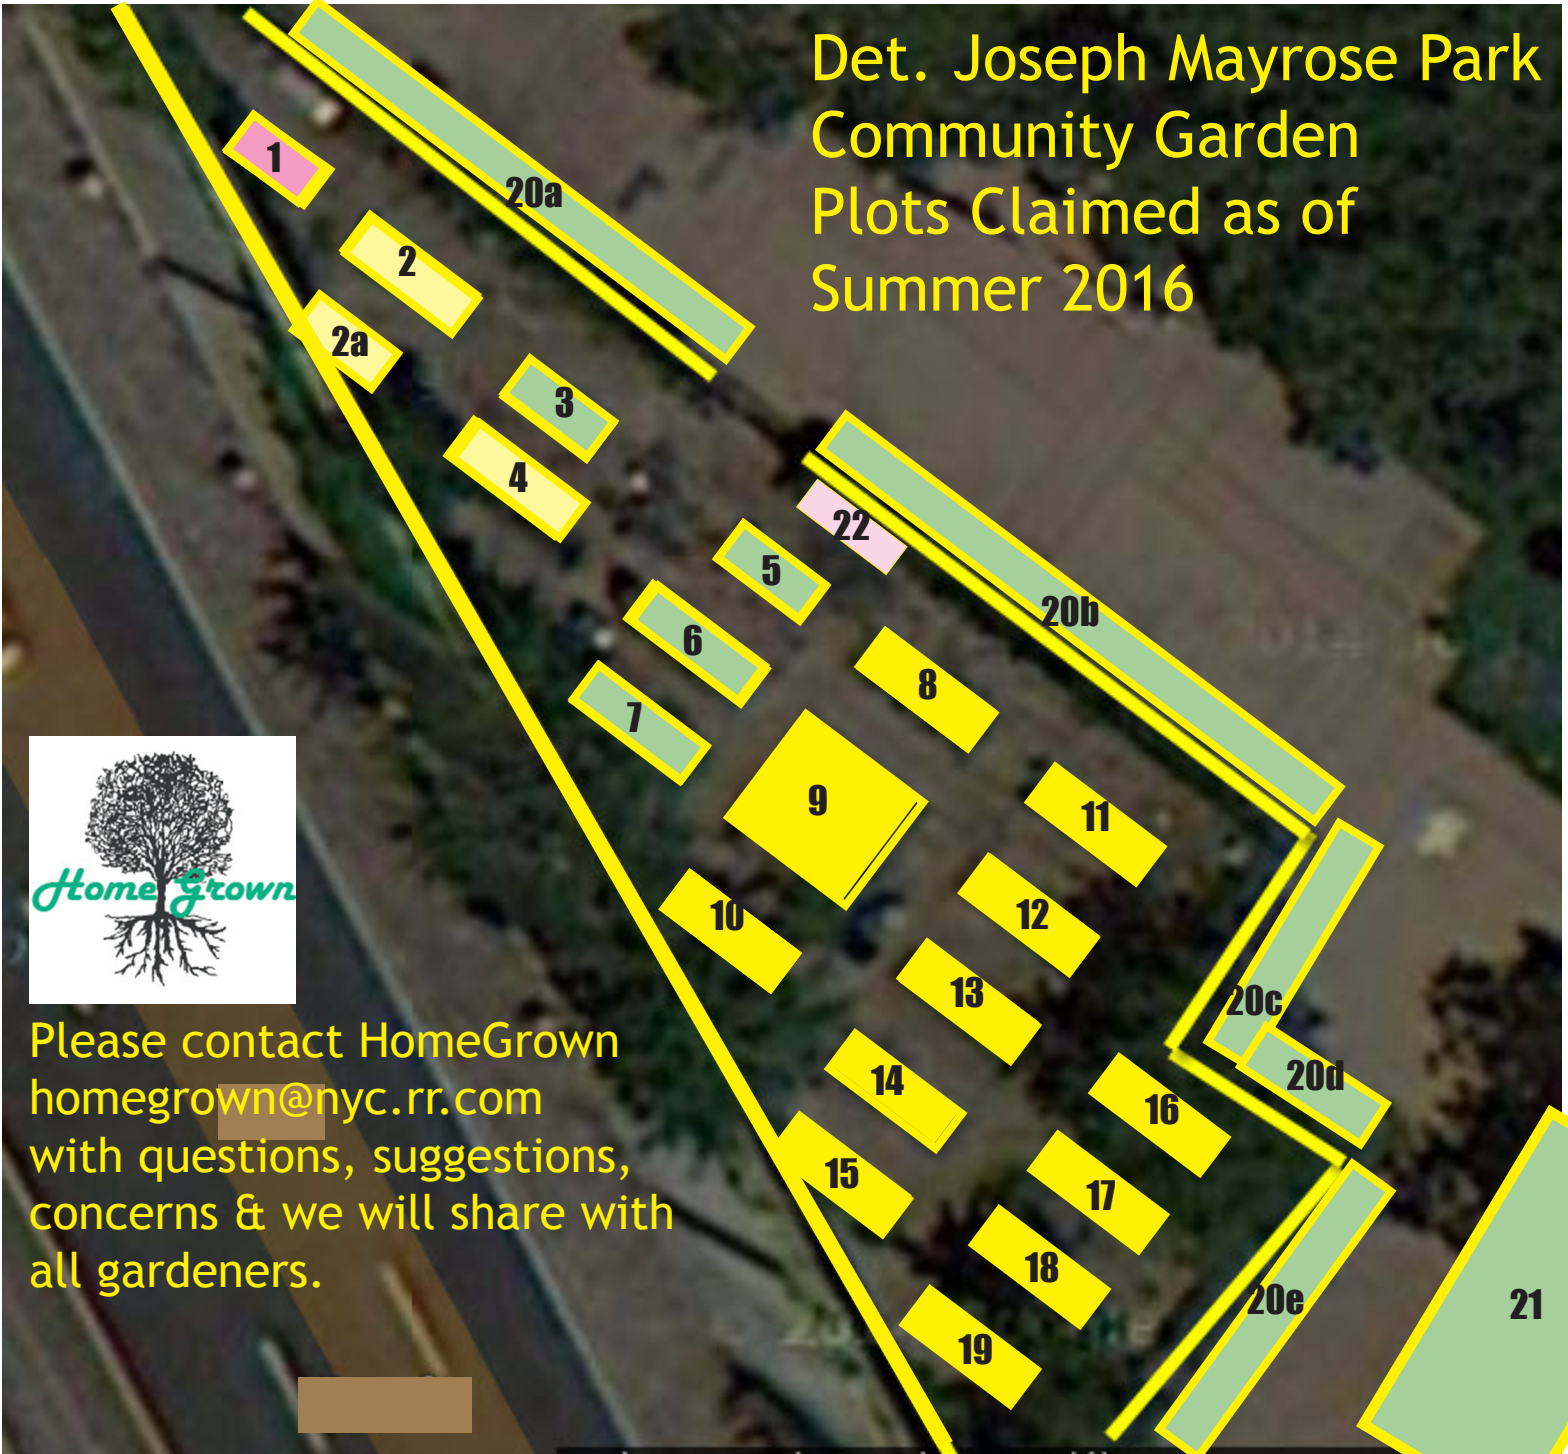 Det. Joseph Mayrose Park
Community Garden
Plots Claimed as of
Summer 2016
1
20a
2
2a
3
4
22
5
20b
6
8
7
9
11
10
12
13
20c
14
20d
16
15
17
18
20e
21
19
Home Grown
Please contact HomeGrown
homegrown@nyc.rr.com
with questions, suggestions,
concerns & we will share with
all gardeners.